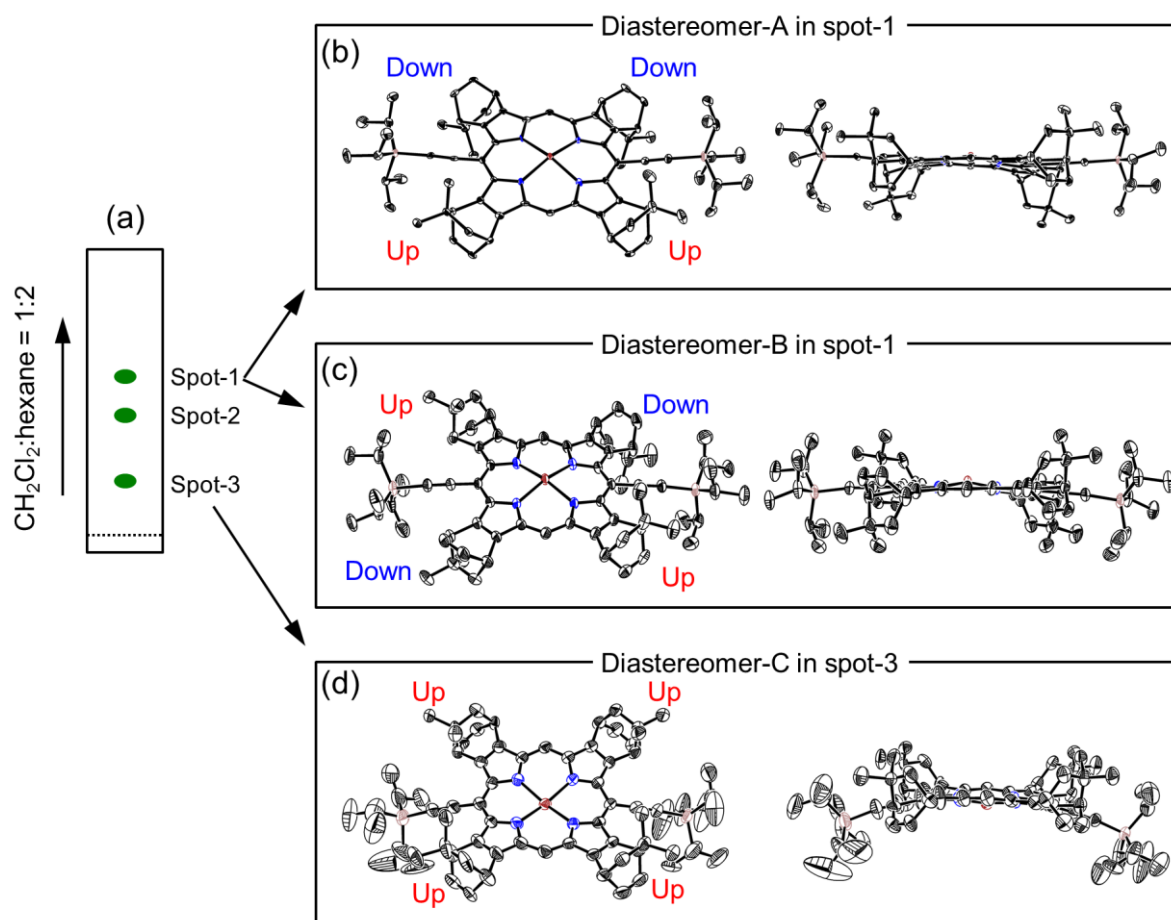 (a)
CH₂Cl₂:hexane = 1:2
Spot-1
Spot-2
Spot-3
Diastereomer-A in spot-1
(b)
Down
Down
Up
Up
Diastereomer-B in spot-1
(c)
Up
Down
Down
Up
Diastereomer-C in spot-3
(d)
Up
Up
Up
Up